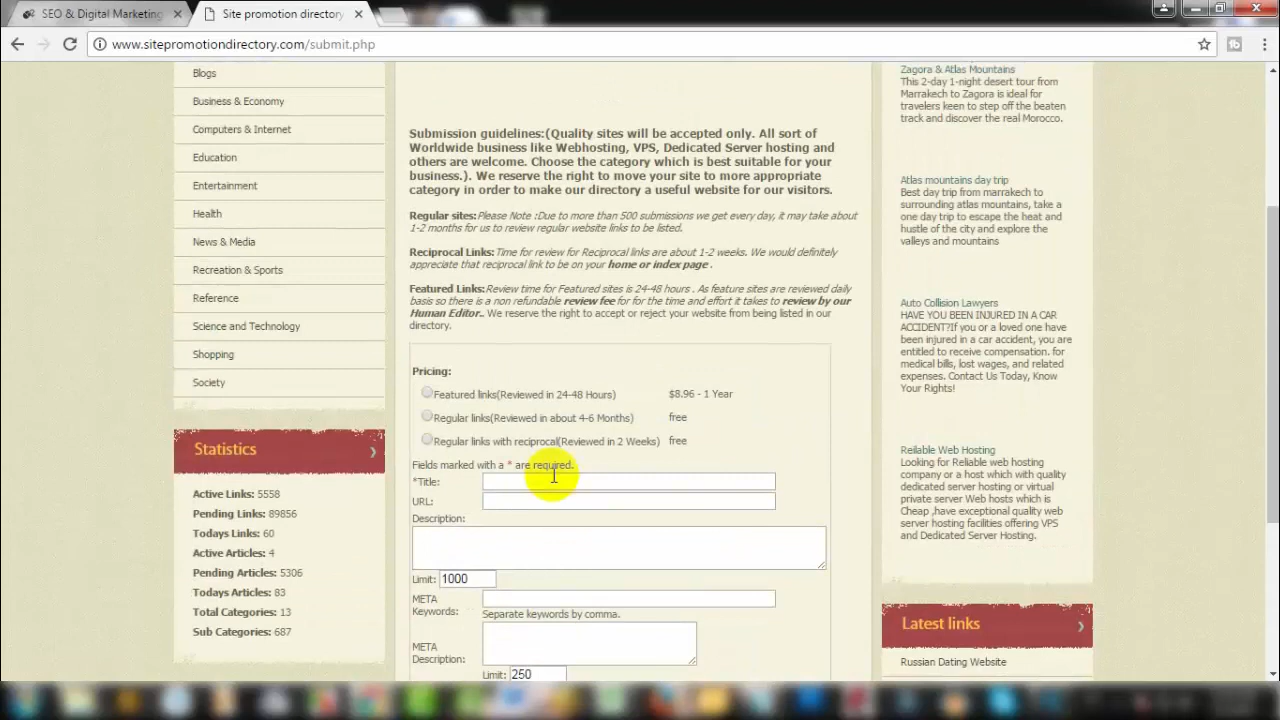 SEO & Digital Marketing
Site promotion directory
www.sitepromotiondirectory.com/submit.php
Blogs
Business & Economy
Computers & Internet
Education
Entertainment
Health
News & Media
Recreation & Sports
Reference
Science and Technology
Shopping
Society
Statistics
Active Links: 5558
Pending Links: 89856
Todays Links: 60
Active Articles: 4
Pending Articles: 5306
Todays Articles: 83
Total Categories: 13
Sub Categories: 687
Submission guidelines:(Quality sites will be accepted only. All sort of
Worldwide business like Webhosting, VPS, Dedicated Server hosting and
others are welcome. Choose the category which is best suitable for your
business.). We reserve the right to move your site to more appropriate
category in order to make our directory a useful website for our visitors.
Regular sites:Please Note :Due to more than 500 submissions we get every day, it may take about
1-2 months for us to review regular website links to be listed.
Reciprocal Links:Time for review for Reciprocal links are about 1-2 weeks. We would definitely
appreciate that reciprocal link to be on your home or index page .
Featured Links:Review time for Featured sites is 24-48 hours . As feature sites are reviewed daily
basis so there is a non refundable review fee for for the time and effort it takes to review by our
Human Editor.. We reserve the right to accept or reject your website from being listed in our
directory.
Pricing:
Featured links(Reviewed in 24-48 Hours) $8.96 - 1 Year
Regular links(Reviewed in about 4-6 Months) free
Regular links with reciprocal(Reviewed in 2 Weeks) free
Fields marked with a * are required.
*Title:
URL:
Description:
Limit: 1000
META
Keywords:
Separate keywords by comma.
META
Description:
Limit: 250
Zagora & Atlas Mountains
This 2-day 1-night desert tour from
Marrakech to Zagora is ideal for
travelers keen to step off the beaten
track and discover the real Morocco.
Atlas mountains day trip
Best day trip from marrakech to
surrounding atlas mountains, take a
one day trip to escape the heat and
hustle of the city and explore the
valleys and mountains
Auto Collision Lawyers
HAVE YOU BEEN INJURED IN A CAR
ACCIDENT?If you or a loved one have
been injured in a car accident, you are
entitled to receive compensation. for
medical bills, lost wages, and related
expenses. Contact Us Today, Know
Your Rights!
Reilable Web Hosting
Looking for Reliable web hosting
company or a host which with quality
dedicated server hosting or virtual
private server Web hosts which is
Cheap ,have exceptional quality web
server hosting facilities offering VPS
and Dedicated Server Hosting.
Latest links
Russian Dating Website